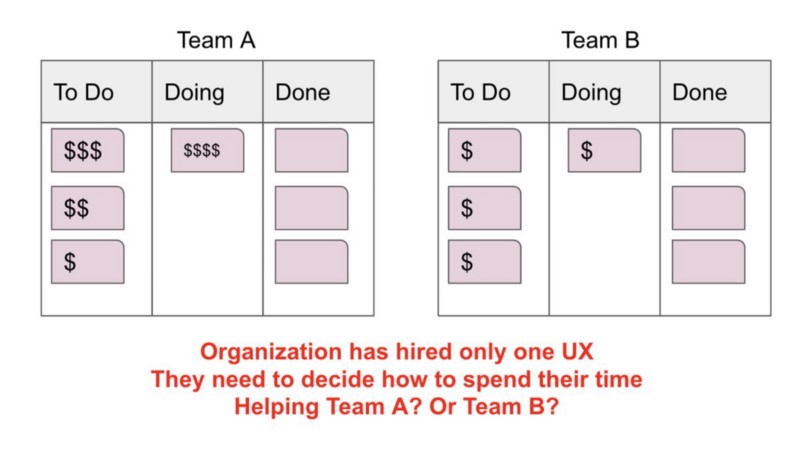 Team A
To Do Doing Done
$$$ $$$$
$$
$
Team B
To Do Doing Done
$ $
$
$
Organization has hired only one UX
They need to decide how to spend their time
Helping Team A? Or Team B?